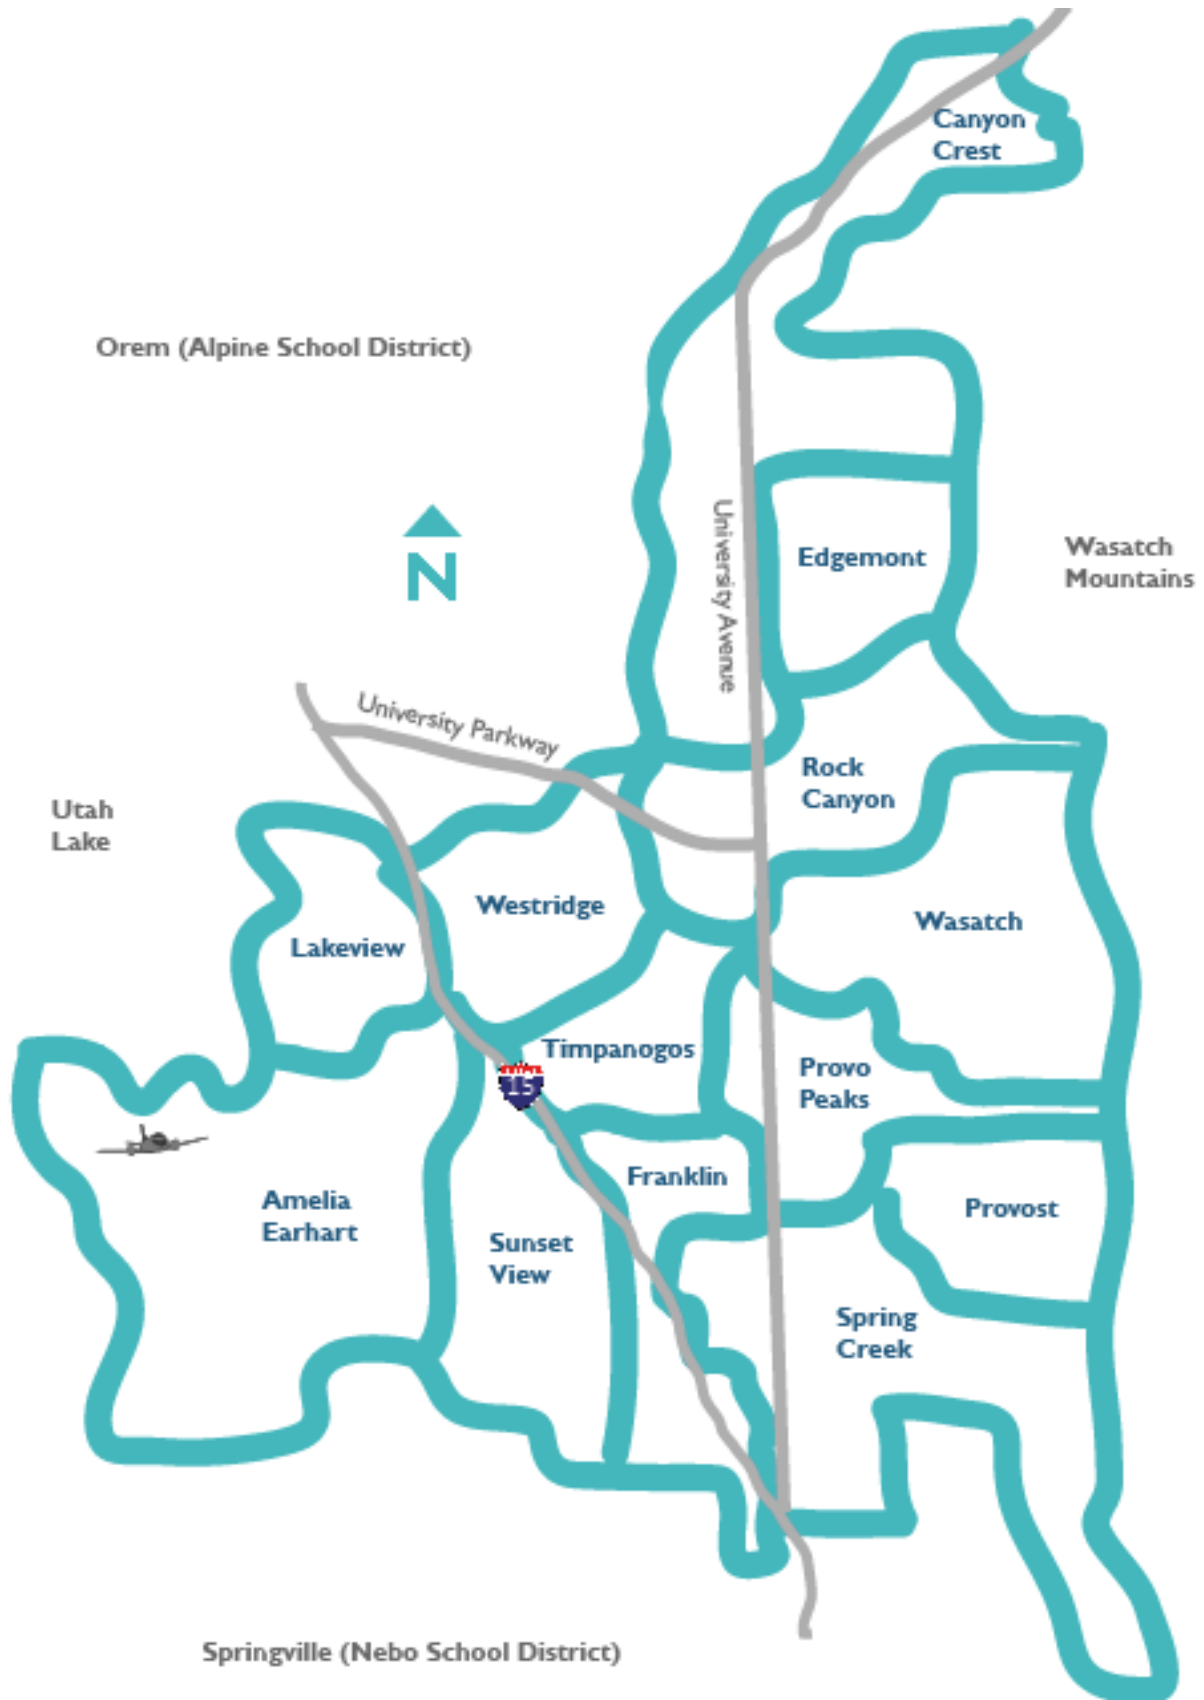 Canyon
Crest
Orem (Alpine School District)
University Avenue
Edgemont
Wasatch
Mountains
N
University Parkway
Rock
Canyon
Utah
Lake
Westridge
Wasatch
Lakeview
Timpanogos
Provo
Peaks
15
Franklin
Amelia
Earhart
Provost
Sunset
View
Spring
Creek
Springville (Nebo School District)